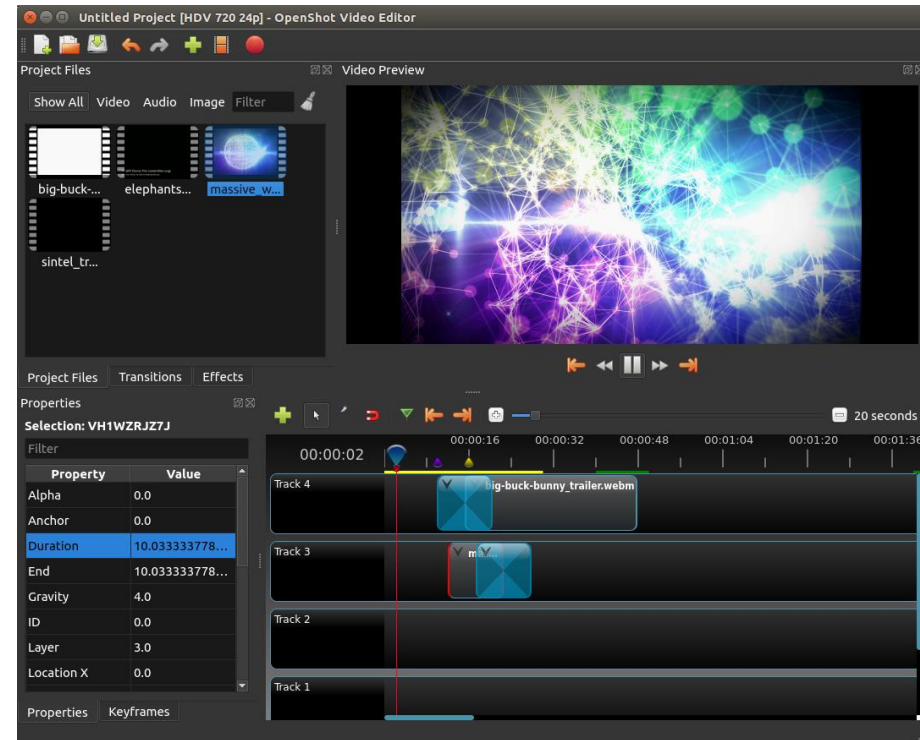 Untitled Project [HDV 720 24p] - OpenShot Video Editor
Project Files
Video Preview
Show All Video Audio Image Filter
big-buck-... elephants... massive_w...
sintel_tr...
Project Files Transitions Effects
Properties
Selection: VH1WZRJZ7J
Filter
Property Value
Alpha 0.0
Anchor 0.0
Duration 10.033333778...
End 10.033333778...
Gravity 4.0
ID 0.0
Layer 3.0
Location X 0.0
Properties Keyframes
20 seconds
00:00:02
00:00:16 00:00:32 00:00:48 00:01:04 00:01:20 00:01:36
Track 4
big-buck-bunny_trailer.webm
Track 3
Track 2
Track 1